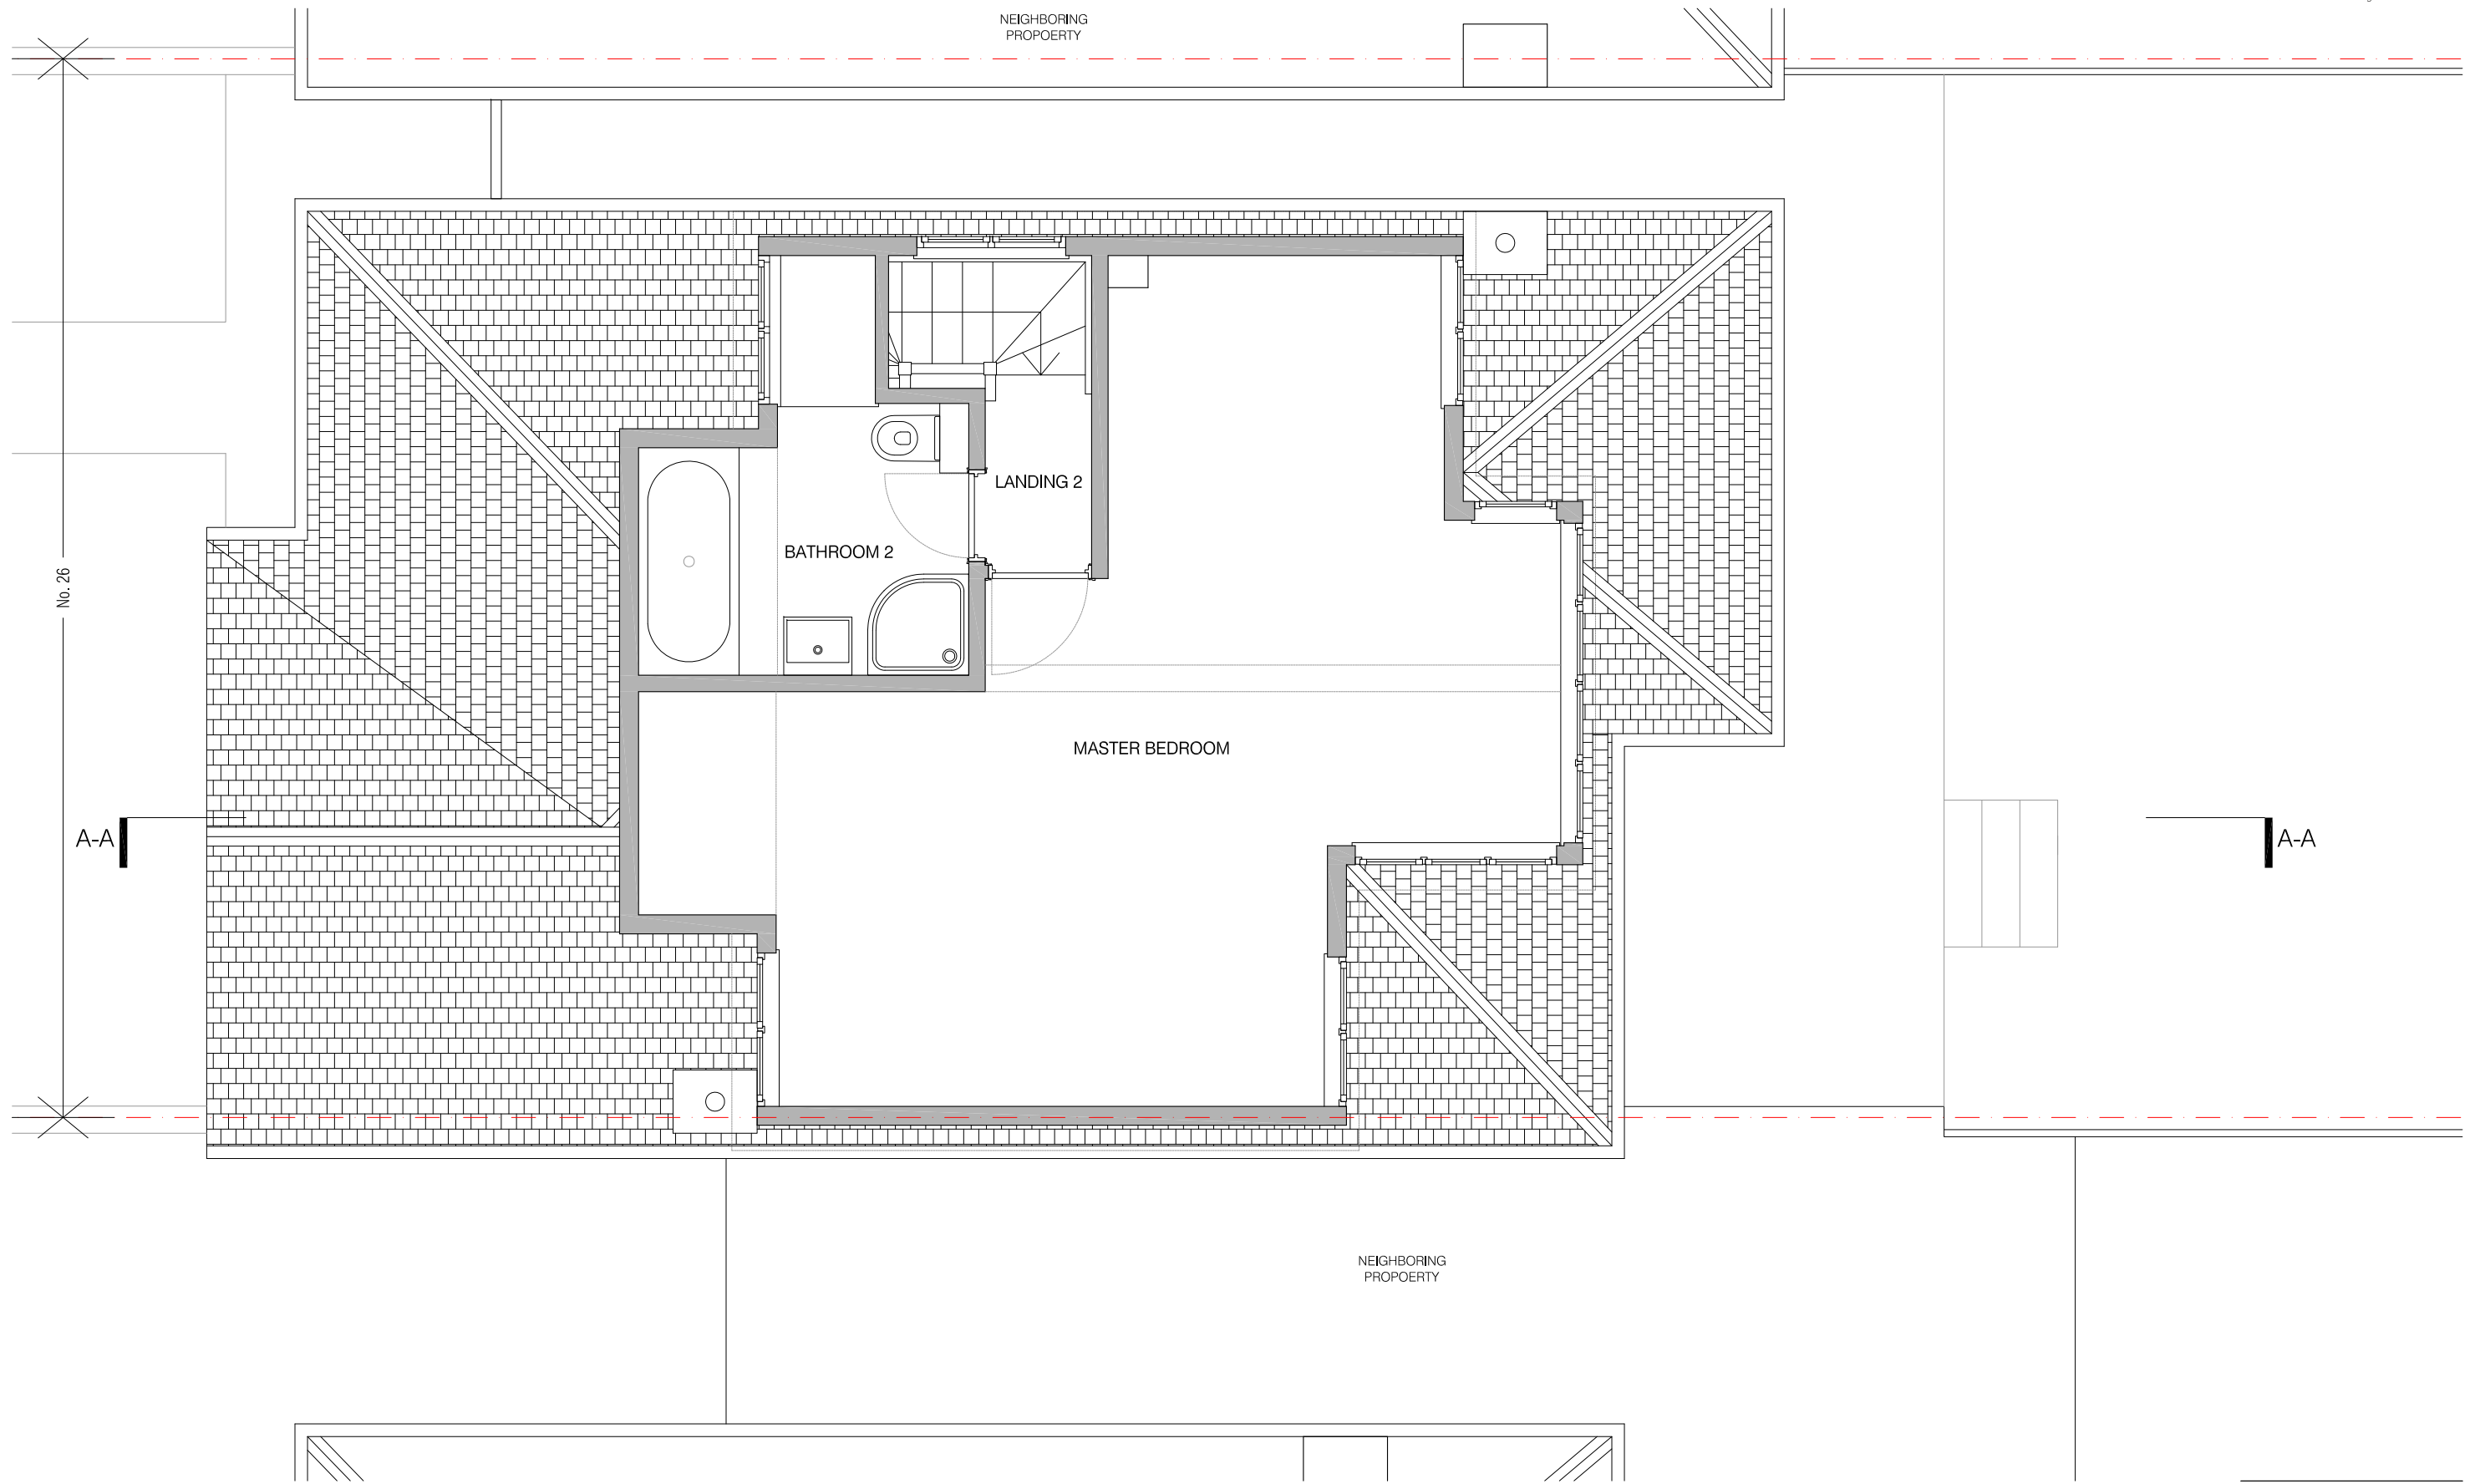 NEIGHBORING
PROPOERTY
LANDING 2
BATHROOM 2
No. 26
MASTER BEDROOM
A-A
A-A
NEIGHBORING
PROPOERTY